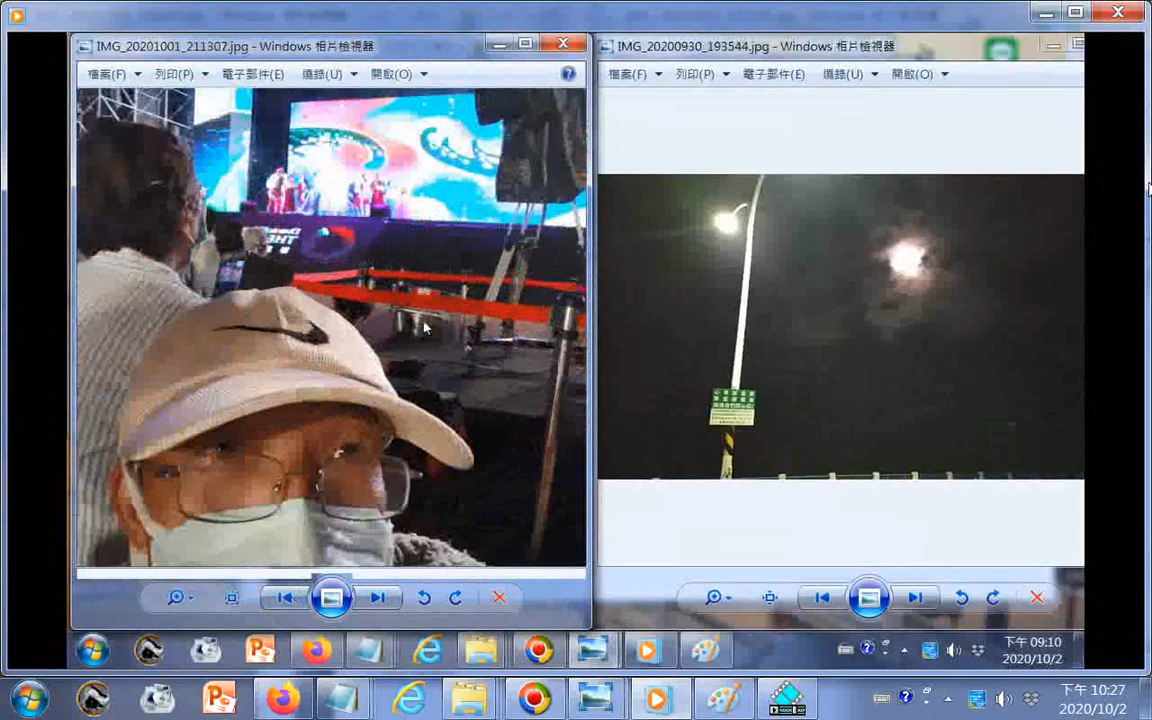 IMG_20201001_211307.jpg - Windows 相片檢視器
IMG_20200930_193544.jpg - Windows 相片檢視器
檔案(F) 列印(P) 電子郵件(E) 燒錄(U) 開啟(O)
檔案(F) 列印(P) 電子郵件(E) 燒錄(U) 開啟(O)
下午 09:10
2020/10/2
下午 10:27
2020/10/2